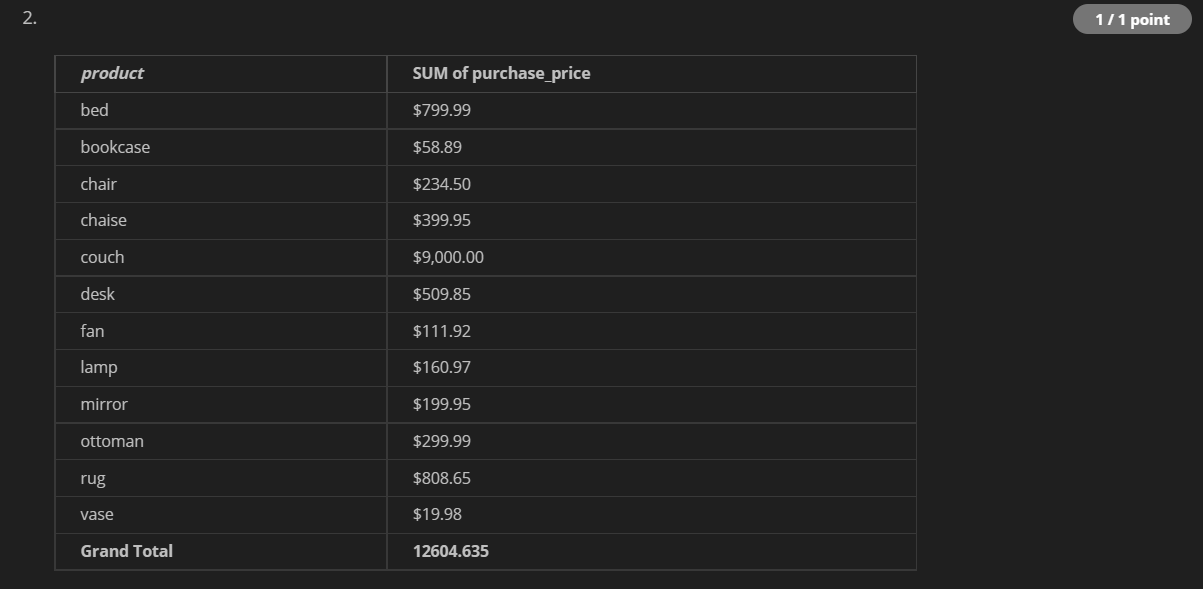 2.
1 / 1 point
product SUM of purchase_price
bed $799.99
bookcase $58.89
chair $234.50
chaise $399.95
couch $9,000.00
desk $509.85
fan $111.92
lamp $160.97
mirror $199.95
ottoman $299.99
rug $808.65
vase $19.98
Grand Total 12604.635